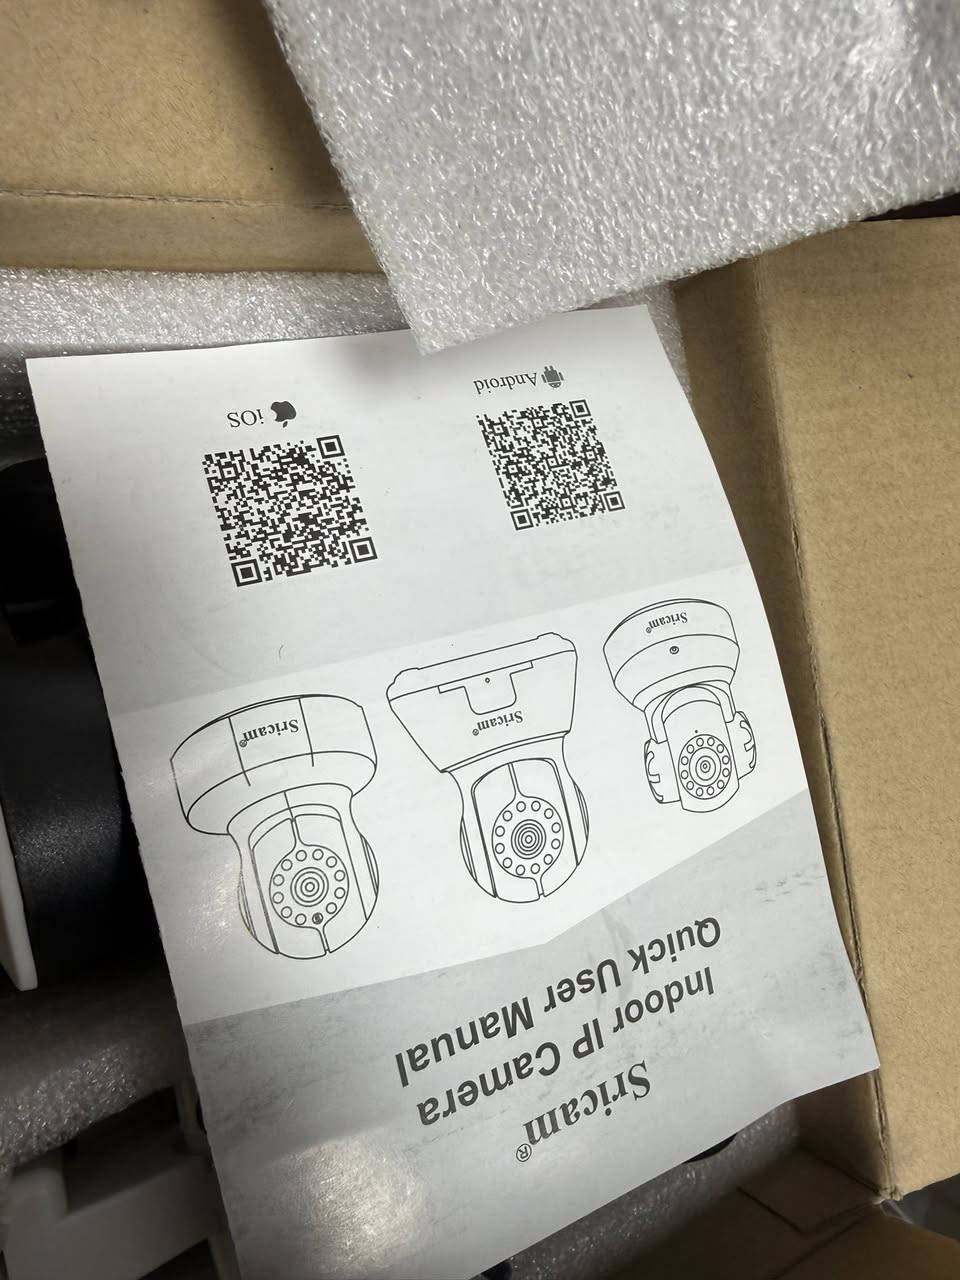 Sricam®
Indoor IP Camera
Quick User Manual
Sricam®
Sricam®
Sricam®
Android
iOS